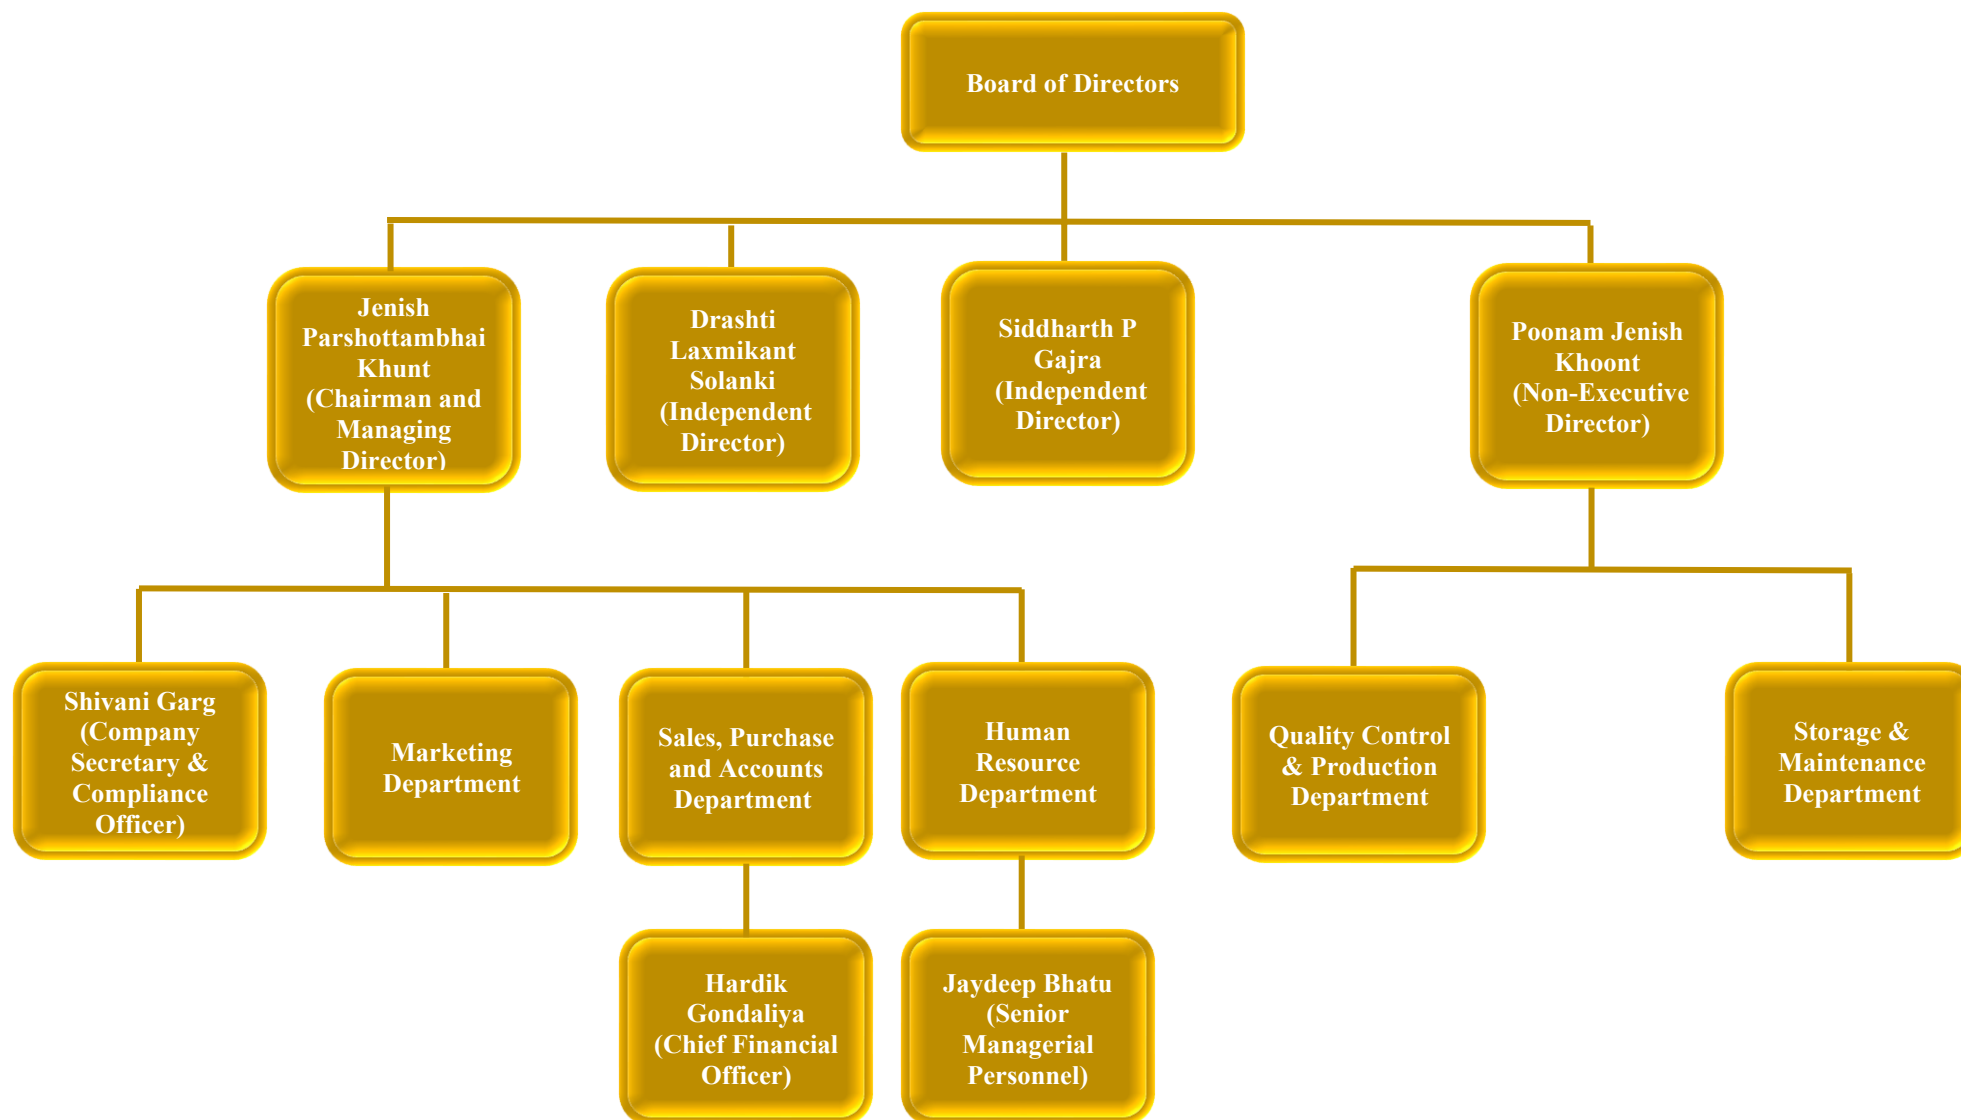 Board of Directors
Jenish
Parshottambhai
Khunt
(Chairman and
Managing
Director)
Drashti
Laxmikant
Solanki
(Independent
Director)
Siddharth P
Gajra
(Independent
Director)
Poonam Jenish
Khoont
(Non-Executive
Director)
Shivani Garg
(Company
Secretary &
Compliance
Officer)
Marketing
Department
Sales, Purchase
and Accounts
Department
Human
Resource
Department
Quality Control
& Production
Department
Storage &
Maintenance
Department
Hardik
Gondaliya
(Chief Financial
Officer)
Jaydeep Bhatu
(Senior
Managerial
Personnel)